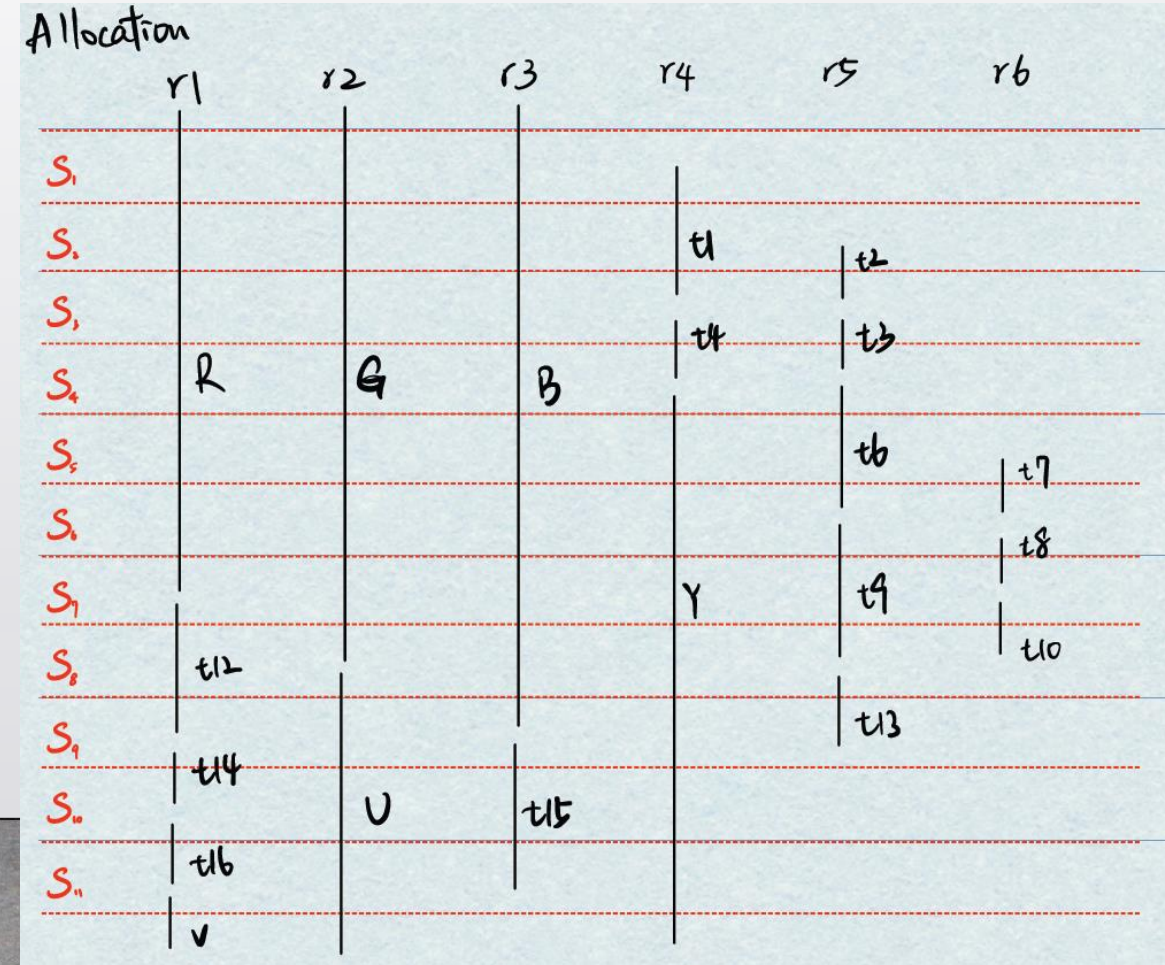 Allocation
r1 r2 r3 r4 r5 r6
S1
S2 t1 t2
S3 t4 t3
S4 R G B
S5 t6 t7
S6 t8
S7 Y t9
S8 t12 t10
S9 t13
t14
S10 U t15
S11 t16
V